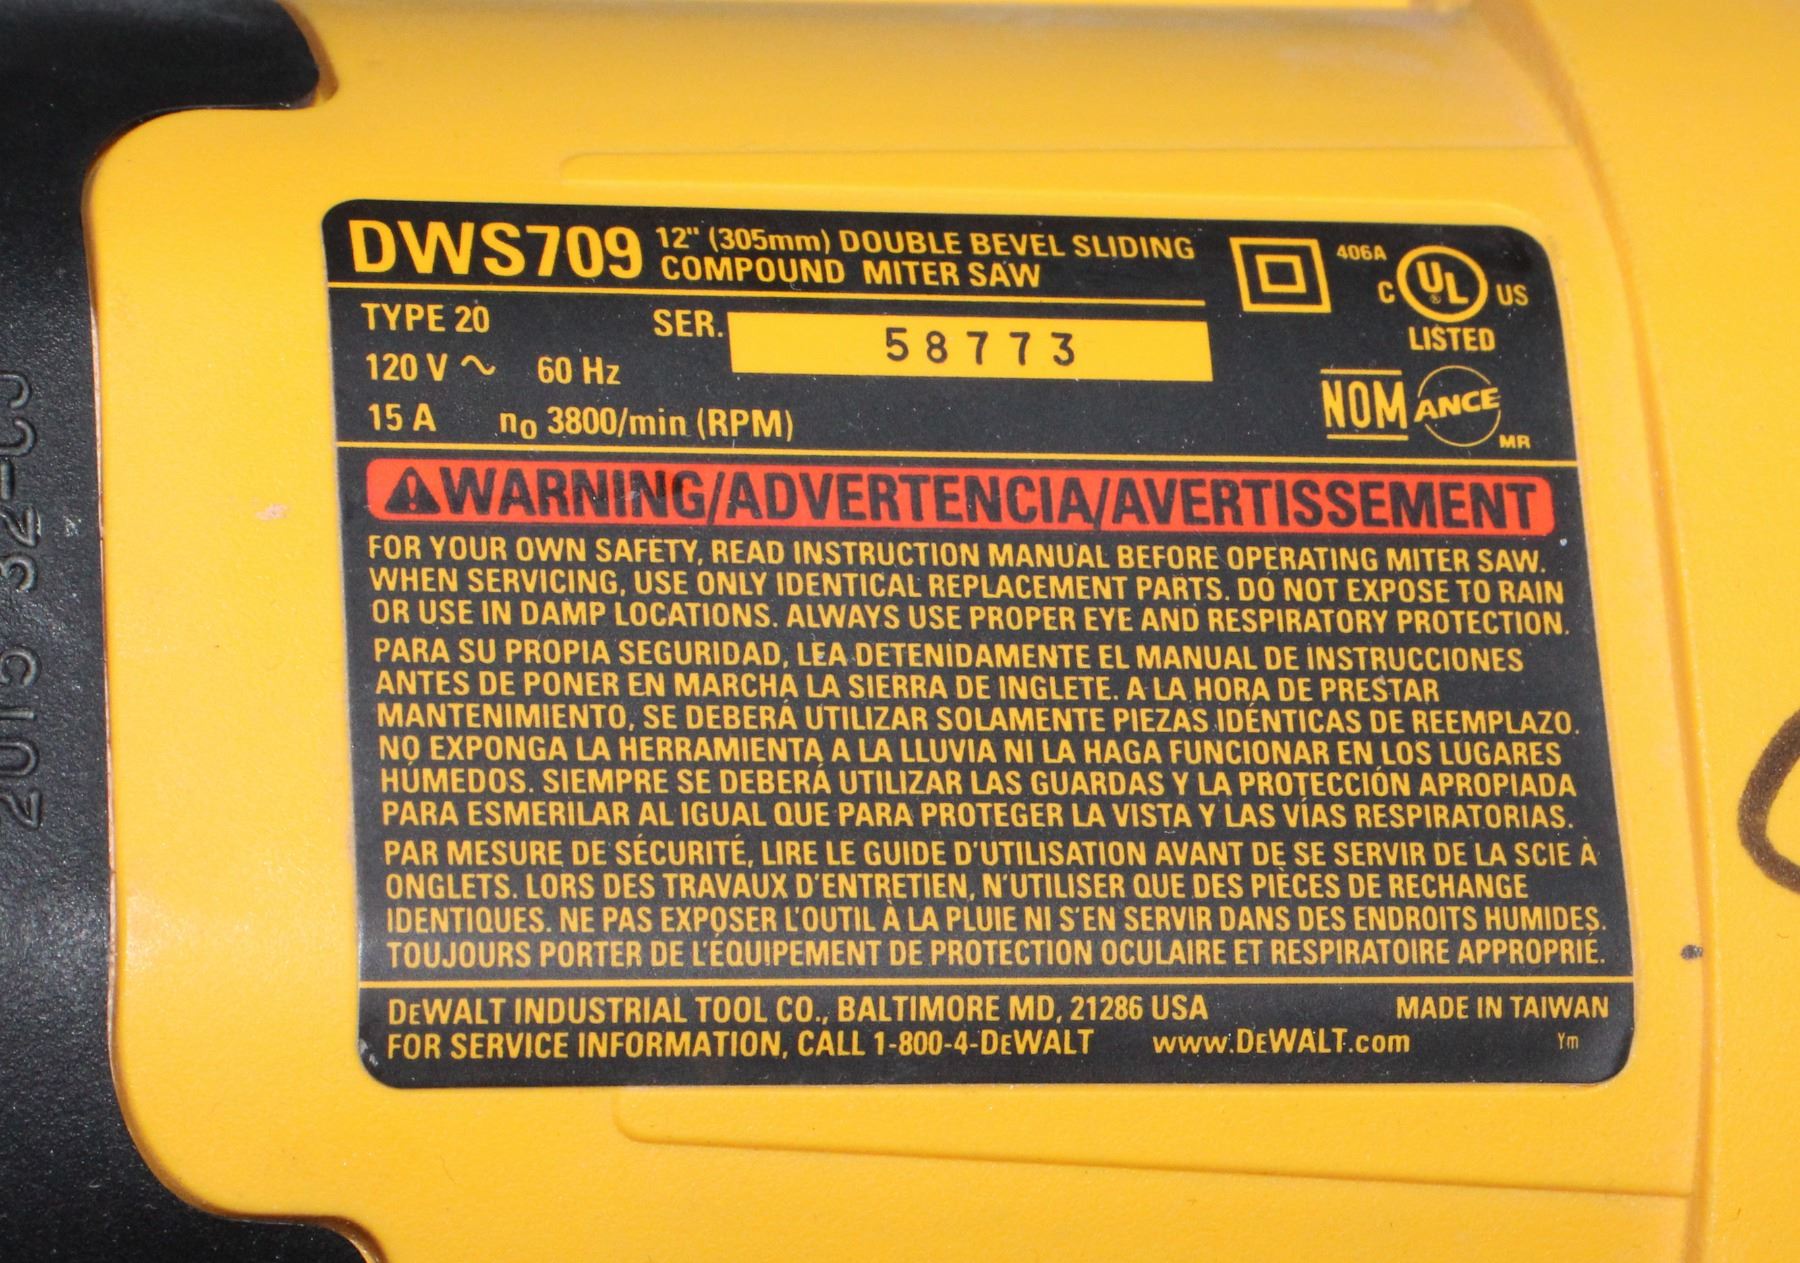 DWS709 12" (305mm) DOUBLE BEVEL SLIDING
COMPOUND MITER SAW
406A
C UL ® US
LISTED
TYPE 20
SER. 58773
120 V ~ 60 Hz
15 A no 3800/min (RPM)
NOM ANCE
MR
WARNING/ADVERTENCIA/AVERTISSEMENT
FOR YOUR OWN SAFETY, READ INSTRUCTION MANUAL BEFORE OPERATING MITER SAW.
WHEN SERVICING, USE ONLY IDENTICAL REPLACEMENT PARTS. DO NOT EXPOSE TO RAIN
OR USE IN DAMP LOCATIONS. ALWAYS USE PROPER EYE AND RESPIRATORY PROTECTION.
PARA SU PROPIA SEGURIDAD, LEA DETENIDAMENTE EL MANUAL DE INSTRUCCIONES
ANTES DE PONER EN MARCHA LA SIERRA DE INGLETE. A LA HORA DE PRESTAR
MANTENIMIENTO, SE DEBERÁ UTILIZAR SOLAMENTE PIEZAS IDÉNTICAS DE REEMPLAZO.
NO EXPONGA LA HERRAMIENTA A LA LLUVIA NI LA HAGA FUNCIONAR EN LOS LUGARES
HÚMEDOS. SIEMPRE SE DEBERÁ UTILIZAR LAS GUARDAS Y LA PROTECCIÓN APROPIADA
PARA ESMERILAR AL IGUAL QUE PARA PROTEGER LA VISTA Y LAS VÍAS RESPIRATORIAS.
PAR MESURE DE SÉCURITÉ, LIRE LE GUIDE D'UTILISATION AVANT DE SE SERVIR DE LA SCIE À
ONGLETS. LORS DES TRAVAUX D'ENTRETIEN, N'UTILISER QUE DES PIÈCES DE RECHANGE
IDENTIQUES. NE PAS EXPOSER L'OUTIL À LA PLUIE NI S'EN SERVIR DANS DES ENDROITS HUMIDES.
TOUJOURS PORTER DE L'ÉQUIPEMENT DE PROTECTION OCULAIRE ET RESPIRATOIRE APPROPRIÉ.
DEWALT INDUSTRIAL TOOL CO., BALTIMORE MD, 21286 USA MADE IN TAIWAN
FOR SERVICE INFORMATION, CALL 1-800-4-DEWALT www.DEWALT.com Ym
2015 32-CJ